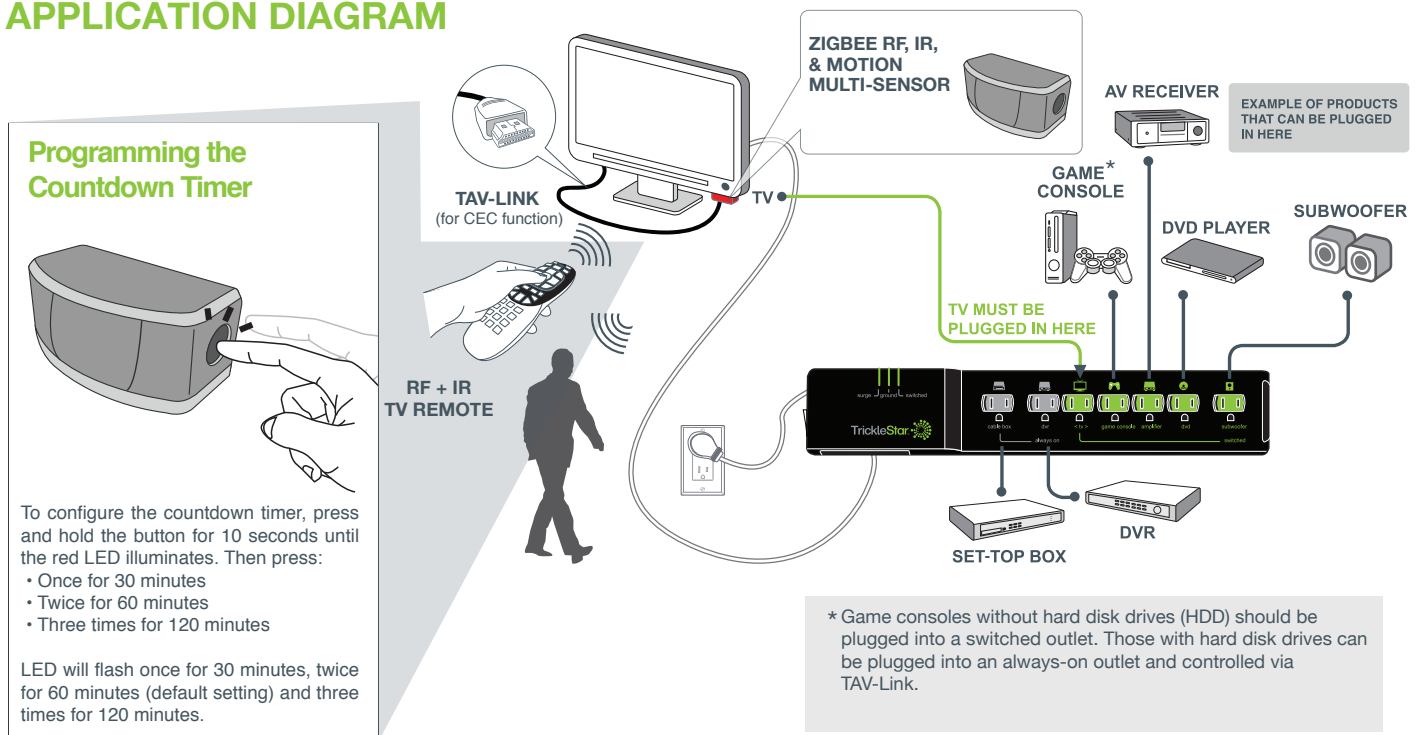 APPLICATION DIAGRAM
Programming the
Countdown Timer
To configure the countdown timer, press
and hold the button for 10 seconds until
the red LED illuminates. Then press:
• Once for 30 minutes
• Twice for 60 minutes
• Three times for 120 minutes
LED will flash once for 30 minutes, twice
for 60 minutes (default setting) and three
times for 120 minutes.
TAV-LINK
(for CEC function)
RF + IR
TV REMOTE
TV
ZIGBEE RF, IR,
& MOTION
MULTI-SENSOR
AV RECEIVER
EXAMPLE OF PRODUCTS
THAT CAN BE PLUGGED
IN HERE
GAME*
CONSOLE
DVD PLAYER
SUBWOOFER
TV MUST BE
PLUGGED IN HERE
surge ground switched
TrickleStar
cable box dvr < tv > game console amplifier dvd subwoofer
always on switched
SET-TOP BOX
DVR
* Game consoles without hard disk drives (HDD) should be
plugged into a switched outlet. Those with hard disk drives can
be plugged into an always-on outlet and controlled via
TAV-Link.